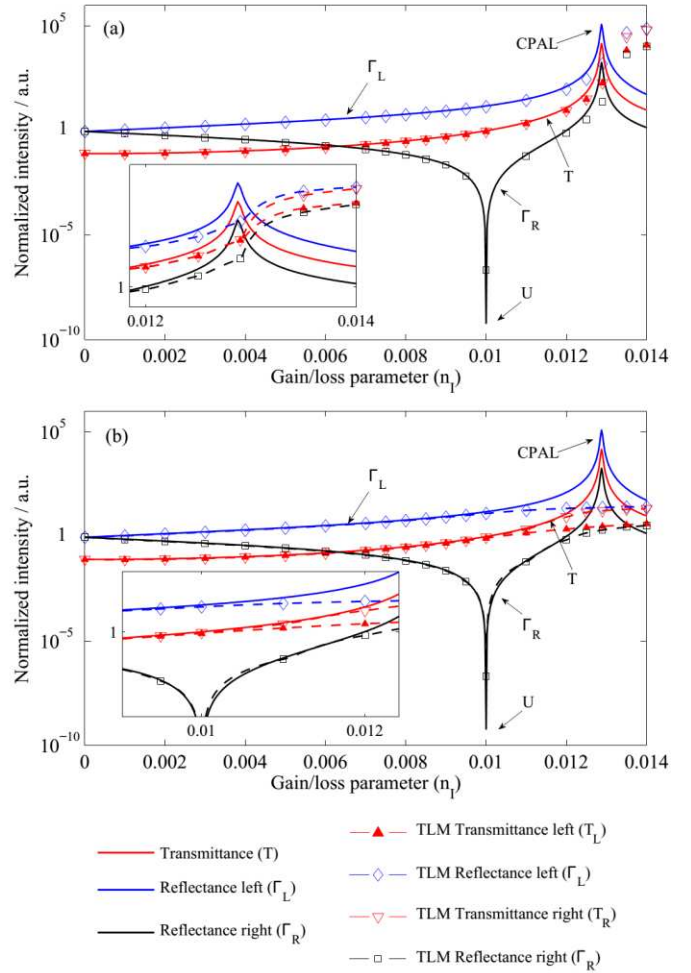 (a)
10^5
1
10^-5
10^-10
Normalized intensity / a.u.
CPAL
Γ_L
T
Γ_R
U
1
0.012
0.014
0
0.002
0.004
0.006
0.008
0.01
0.012
0.014
Gain/loss parameter (n_I)
(b)
10^5
1
10^-5
10^-10
Normalized intensity / a.u.
CPAL
Γ_L
T
Γ_R
U
1
0.01
0.012
0
0.002
0.004
0.006
0.008
0.01
0.012
0.014
Gain/loss parameter (n_I)
Transmittance (T)
Reflectance left (Γ_L)
Reflectance right (Γ_R)
TLM Transmittance left (T_L)
TLM Reflectance left (Γ_L)
TLM Transmittance right (T_R)
TLM Reflectance right (Γ_R)